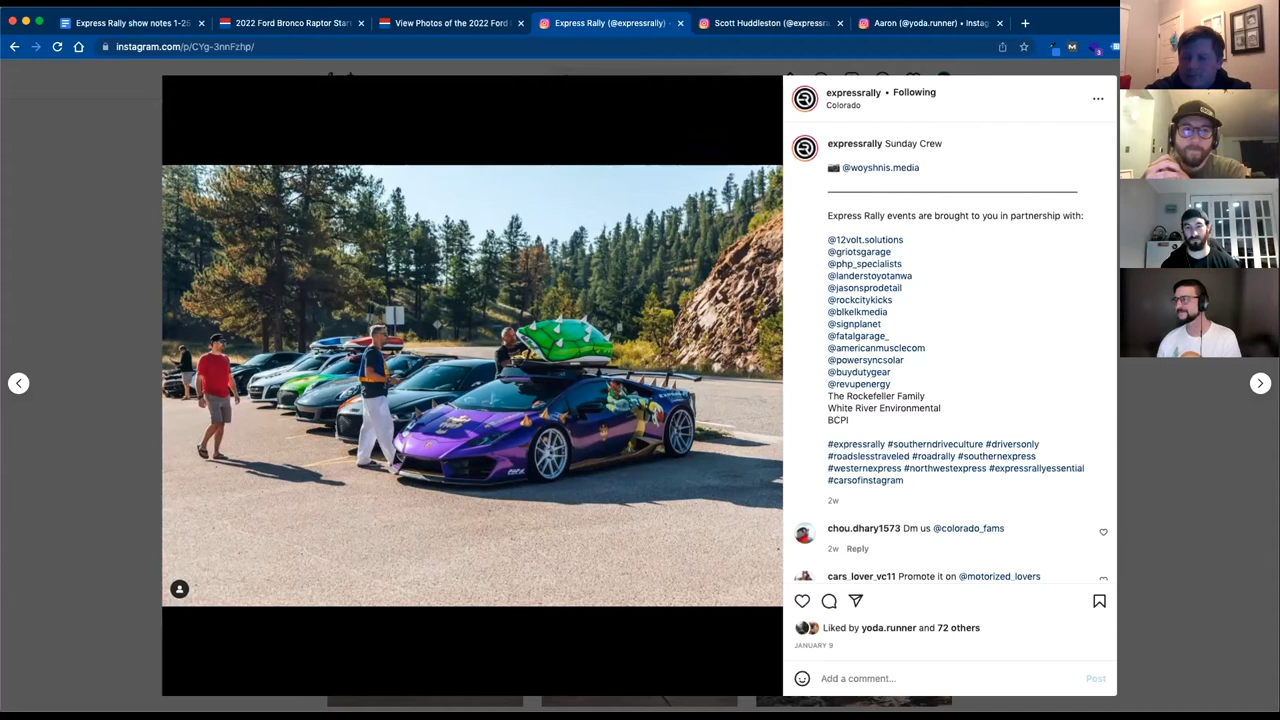 Express Rally show notes 1-25
2022 Ford Bronco Raptor Star
View Photos of the 2022 Ford
Express Rally (@expressrally)
Scott Huddleston (@expressra
Aaron (@yoda.runner) • Instag
instagram.com/p/CYg-3nnFzhp/
expressrally • Following
Colorado
expressrally Sunday Crew
📷 @woyshnis.media
Express Rally events are brought to you in partnership with:
@12volt.solutions
@griotsgarage
@php_specialists
@landerstoyotanwa
@jasonsprodetail
@rockcitykicks
@blkelkmedia
@signplanet
@fatalgarage_
@americanmusclecom
@powersyncsolar
@buydutygear
@revupenergy
The Rockefeller Family
White River Environmental
BCPI
#expressrally #southerndriveculture #driversonly
#roadslesstraveled #roadrally #southernexpress
#westernexpress #northwestexpress #expressrallyessential
#carsofinstagram
2w
chou.dhary1573 Dm us @colorado_fams
2w Reply
cars_lover_vc11 Promote it on @motorized_lovers
Liked by yoda.runner and 72 others
JANUARY 9
Add a comment...
Post